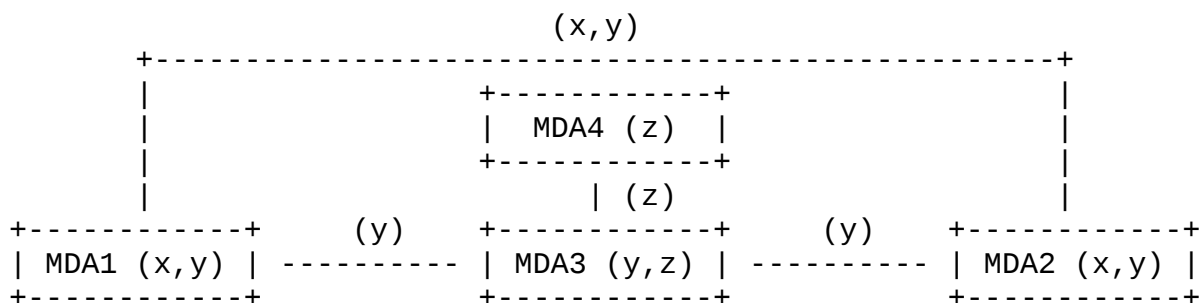 (x,y)
MDA4 (z)
(z)
(y) (y)
MDA1 (x,y) MDA3 (y,z) MDA2 (x,y)